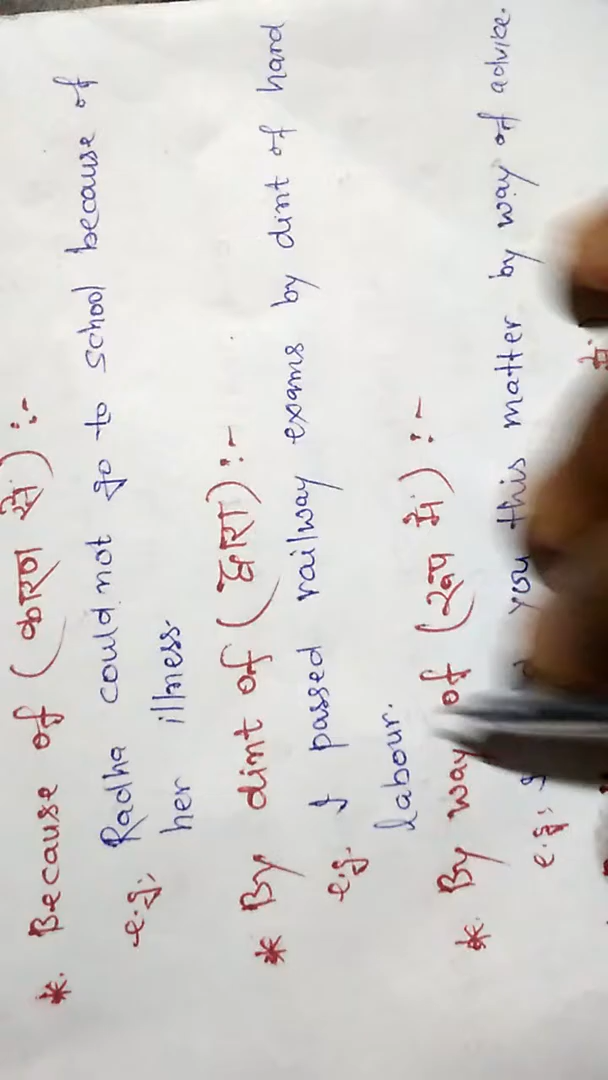 *. Because of (कारण से) :-
e.g: Radha could not go to school because of
her illness.
* By dint of (द्वारा) :-
e.g. I passed railway exams by dint of hard
labour.
*. By way of (रूप में) :-
e.g: I you this matter by way of advice.